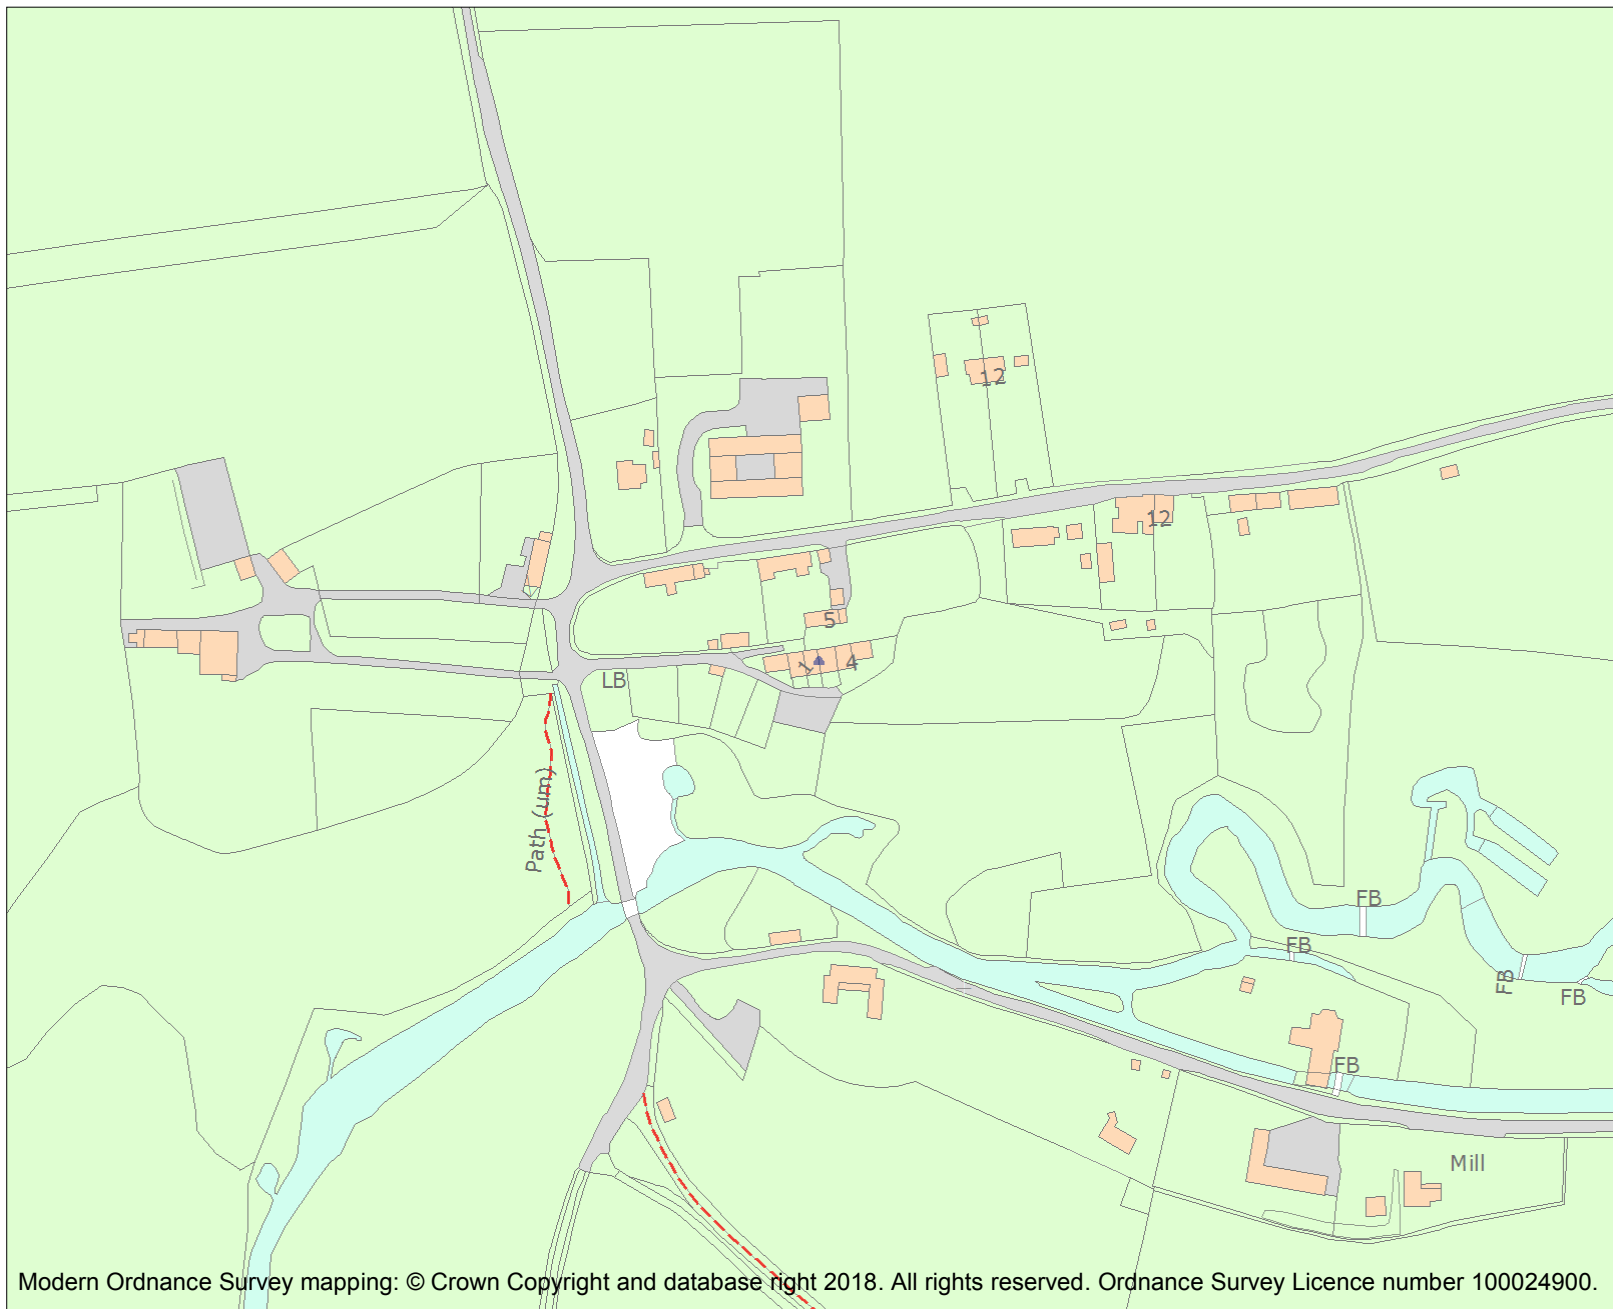 12
12
5
1
4
LB
Path (um)
FB
FB
FB
FB
FB
Mill
Modern Ordnance Survey mapping: © Crown Copyright and database right 2018. All rights reserved. Ordnance Survey Licence number 100024900.